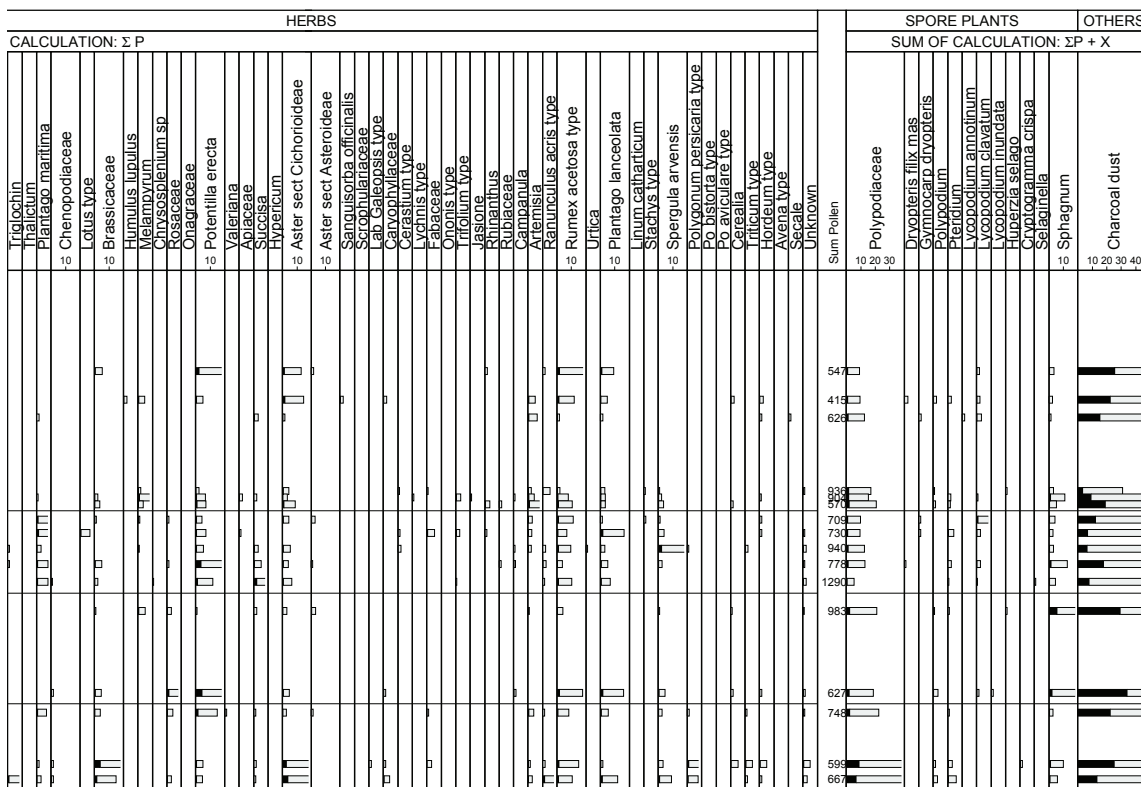 HERBS
SPORE PLANTS
OTHERS
CALCULATION: Σ P
SUM OF CALCULATION: ΣP + X
Triglochin
Thalictrum
Plantago maritima
Chenopodiaceae
Lotus type
Brassicaceae
Humulus lupulus
Melampyrum
Chrysosplenium sp
Rosaceae
Onagraceae
Potentilla erecta
Valeriana
Apiaceae
Succisa
Hypericum
Aster sect Cichorioideae
Aster sect Asteroideae
Sanquisorba officinalis
Scrophulariaceae
Lab Galeopsis type
Caryophyllaceae
Cerastium type
Lychnis type
Fabaceae
Ononis type
Trifolium type
Jasione
Rhinanthus
Rubiaceae
Campanula
Artemisia
Ranunculus acris type
Rumex acetosa type
Urtica
Plantago lanceolata
Linum catharticum
Stachys type
Spergula arvensis
Polygonum persicaria type
Po bistorta type
Po aviculare type
Cerealia
Triticum type
Hordeum type
Avena type
Secale
Unknown
Sum Pollen
Polypodiaceae
Dryopteris filix mas
Gymnocarp dryopteris
Polypodium
Pteridium
Lycopodium annotinum
Lycopodium clavatum
Lycopodium inundata
Huperzia selago
Cryptogramma crispa
Selaginella
Sphagnum
Charcoal dust
10 10 10 10 10 10 10 10 10 20 30 10 10 20 30 40
547
415
626
936
904
570
709
730
940
778
1290
983
627
748
599
667